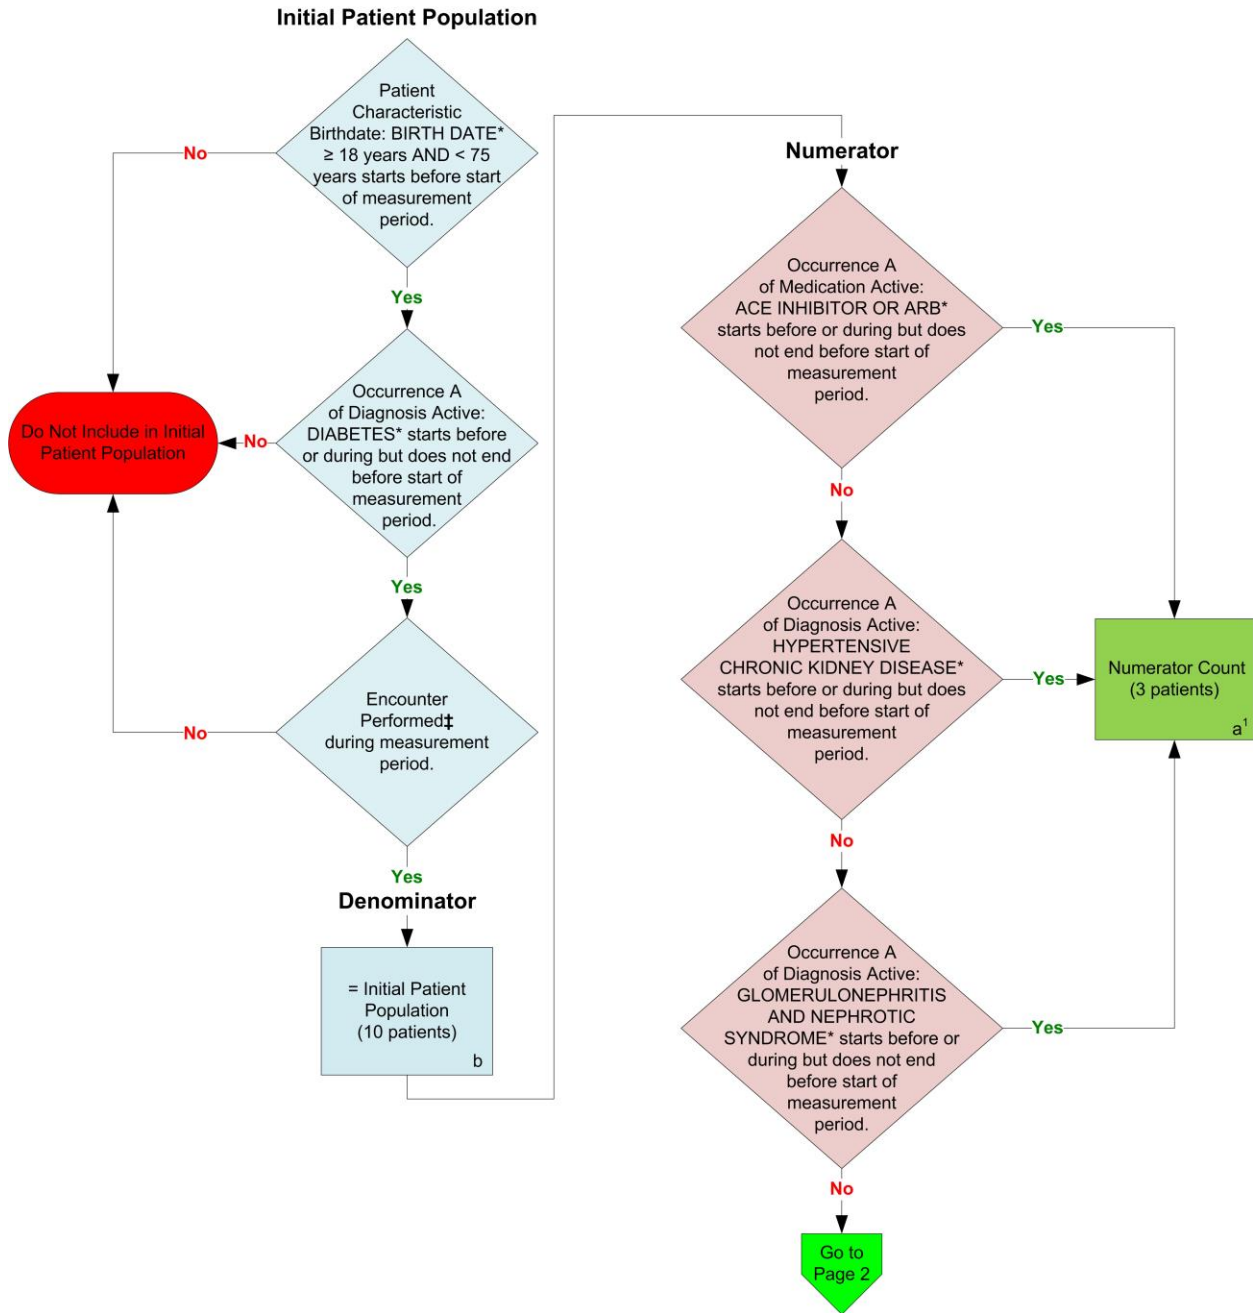 Initial Patient Population
Patient
Characteristic
Birthdate: BIRTH DATE*
≥ 18 years AND < 75
years starts before start
of measurement
period.
No
Yes
Occurrence A
of Diagnosis Active:
DIABETES* starts before
or during but does not end
before start of
measurement
period.
No
Do Not Include in Initial
Patient Population
Yes
Encounter
Performed‡
during measurement
period.
No
Yes
Denominator
= Initial Patient
Population
(10 patients)
b
Numerator
Occurrence A
of Medication Active:
ACE INHIBITOR OR ARB*
starts before or during but does
not end before start of
measurement
period.
Yes
No
Occurrence A
of Diagnosis Active:
HYPERTENSIVE
CHRONIC KIDNEY DISEASE*
starts before or during but does
not end before start of
measurement
period.
Yes
Numerator Count
(3 patients)
a¹
No
Occurrence A
of Diagnosis Active:
GLOMERULONEPHRITIS
AND NEPHROTIC
SYNDROME* starts before or
during but does not end
before start of
measurement
period.
Yes
No
Go to
Page 2